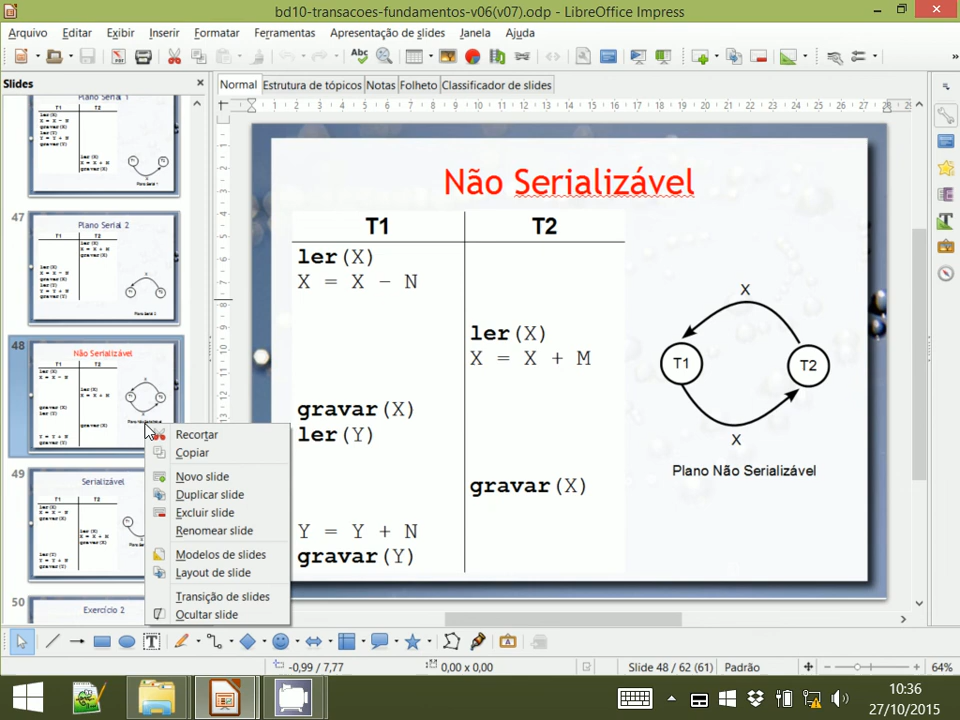 bd10-transacoes-fundamentos-v06(v07).odp - LibreOffice Impress
Arquivo Editar Exibir Inserir Formatar Ferramentas Apresentação de slides Janela Ajuda
Slides
Normal Estrutura de tópicos Notas Folheto Classificador de slides
Plano Serial 1
47
Plano Serial 2
48
Não Serializável
49
Serializável
50
Exercício 2
Recortar
Copiar
Novo slide
Duplicar slide
Excluir slide
Renomear slide
Modelos de slides
Layout de slide
Transição de slides
Ocultar slide
Não Serializável
T1 T2
ler(X)
X = X - N
ler(X)
X = X + M
gravar(X)
ler(Y)
gravar(X)
Y = Y + N
gravar(Y)
X
T1
T2
X
Plano Não Serializável
-0,99 / 7,77 0,00 x 0,00 Slide 48 / 62 (61) Padrão 64%
10:36
27/10/2015